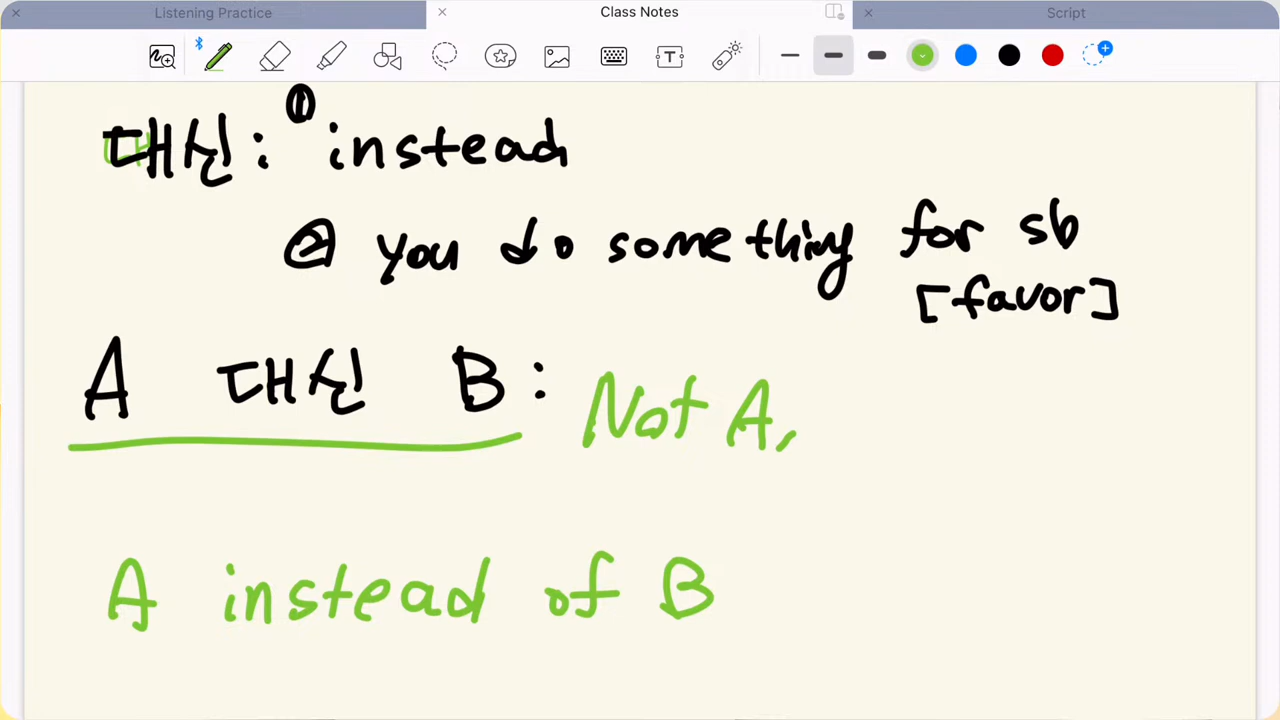 Listening Practice
Class Notes
Script
T
대신: ① instead
② you do something for sb
[favor]
A 대신 B: Not A,
A instead of B